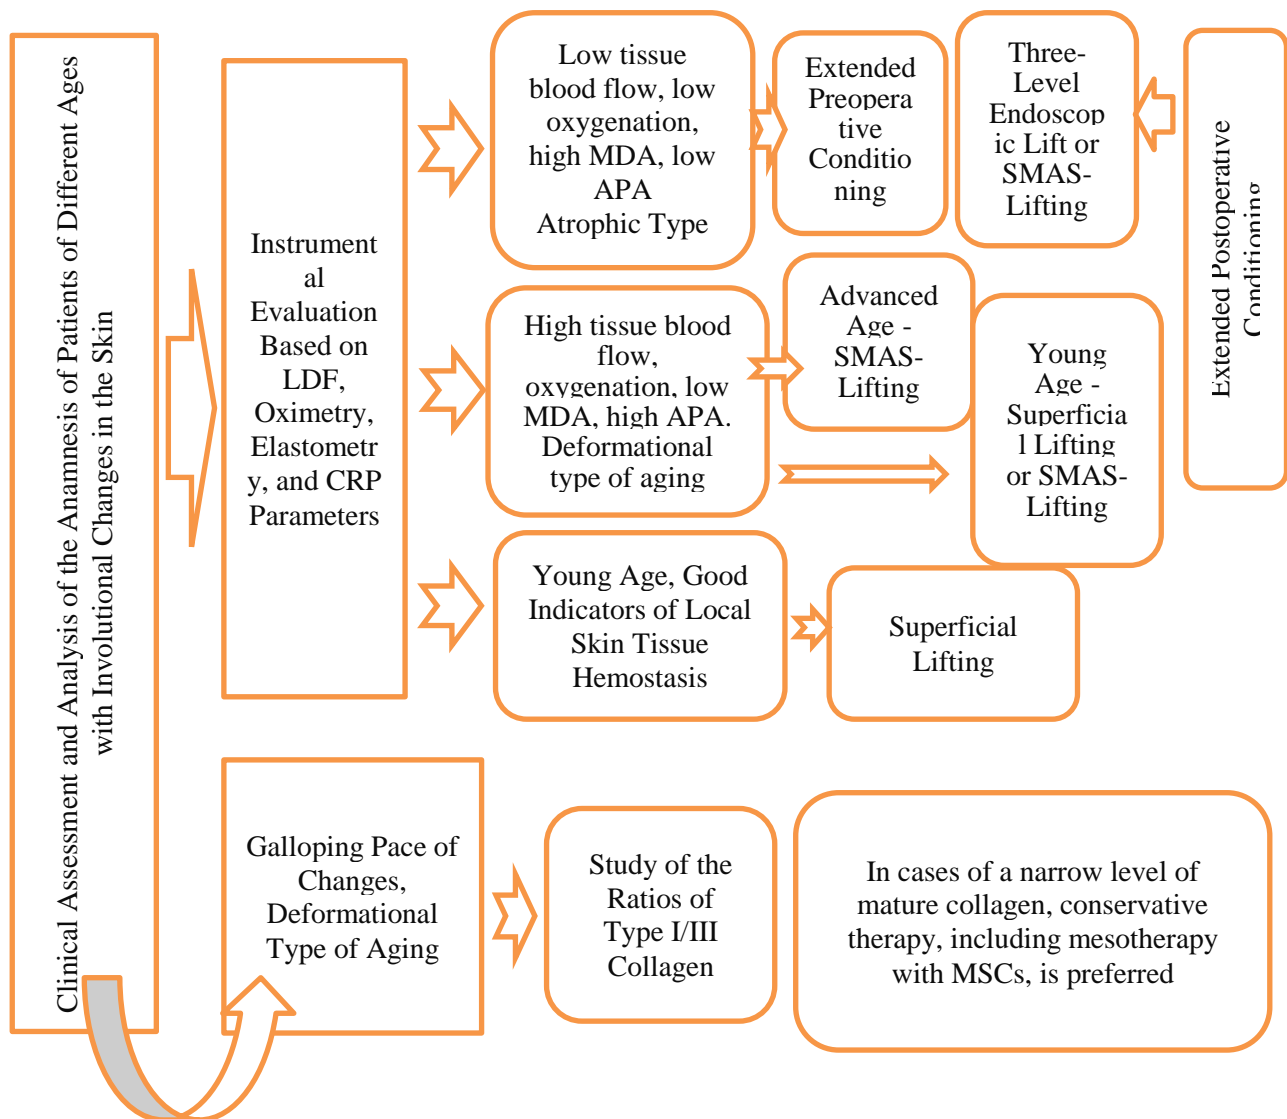 Clinical Assessment and Analysis of the Anamnesis of Patients of Different Ages
with Involutional Changes in the Skin
Instrument
al
Evaluation
Based on
LDF,
Oximetry,
Elastometr
y, and CRP
Parameters
Low tissue
blood flow, low
oxygenation,
high MDA, low
APA
Atrophic Type
Extended
Preopera
tive
Conditio
ning
Three-
Level
Endoscop
ic Lift or
SMAS-
Lifting
Extended Postoperative
Conditioning
High tissue blood
flow,
oxygenation, low
MDA, high APA.
Deformational
type of aging
Advanced
Age -
SMAS-
Lifting
Young
Age -
Superficia
l Lifting
or SMAS-
Lifting
Young Age, Good
Indicators of Local
Skin Tissue
Hemostasis
Superficial
Lifting
Galloping Pace of
Changes,
Deformational
Type of Aging
Study of the
Ratios of
Type I/III
Collagen
In cases of a narrow level of
mature collagen, conservative
therapy, including mesotherapy
with MSCs, is preferred